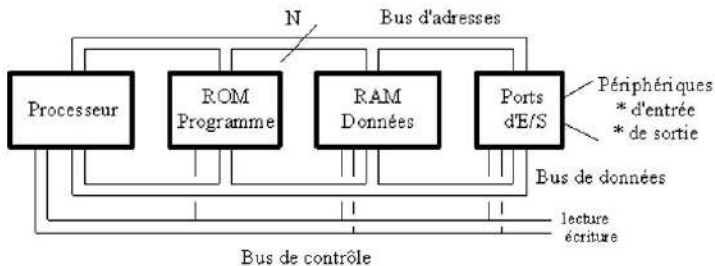 N
Bus d'adresses
Processeur
ROM
Programme
RAM
Données
Ports
d'E/S
Périphériques
* d'entrée
* de sortie
Bus de données
lecture
écriture
Bus de contrôle